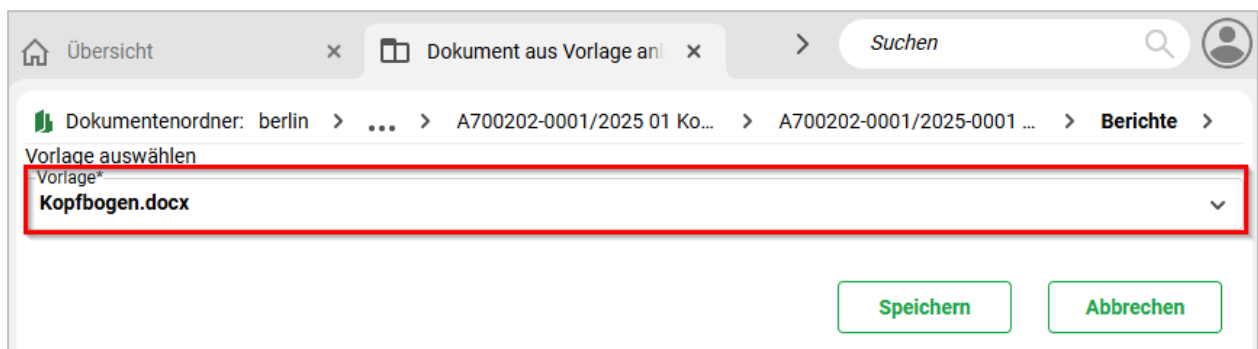 Übersicht × Dokument aus Vorlage anl × > Suchen
Dokumentenordner: berlin > ... > A700202-0001/2025 01 Ko... > A700202-0001/2025-0001 ... > Berichte >
Vorlage auswählen
Vorlage*
Kopfbogen.docx
Speichern Abbrechen